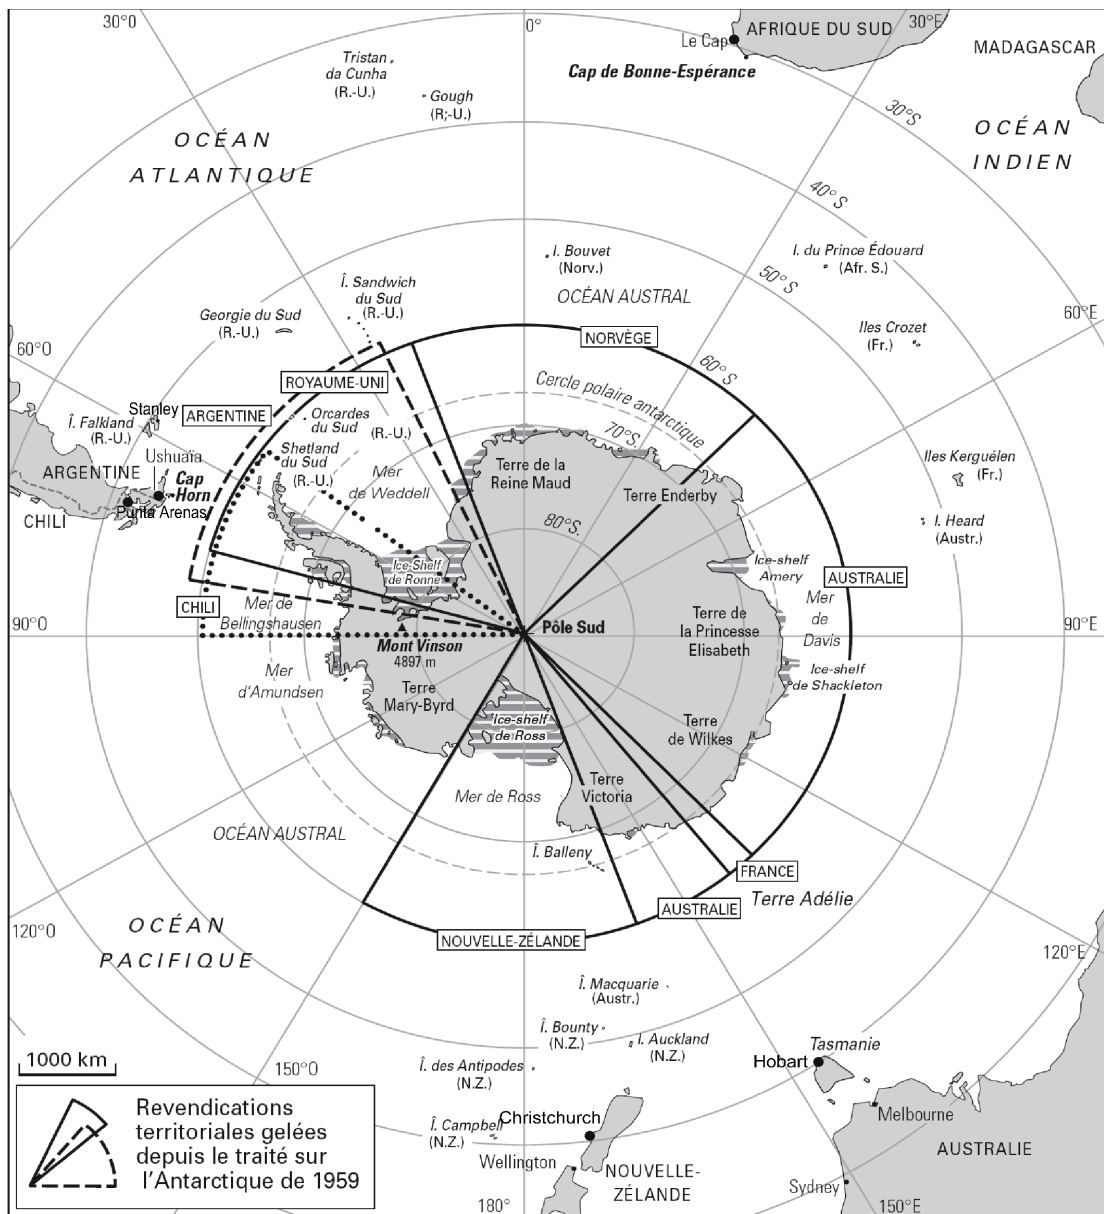 30°0
0°
30°E
AFRIQUE DU SUD
Le Cap
MADAGASCAR
Cap de Bonne-Espérance
Tristan
da Cunha
(R.-U.)
Gough
(R;-U.)
30°S
OCÉAN
ATLANTIQUE
OCÉAN
INDIEN
40°S
I. Bouvet
(Norv.)
I. du Prince Édouard
(Afr. S.)
50°S
Î. Sandwich
du Sud
(R.-U.)
OCÉAN AUSTRAL
Georgie du Sud
(R.-U.)
60°E
Iles Crozet
(Fr.)
NORVÈGE
60°0
60°S
ROYAUME-UNI
Cercle polaire antarctique
Stanley
ARGENTINE
Î. Falkland
(R.-U.)
Orcardes
du Sud
(R.-U.)
70°S.
Ushuaïa
Shetland
du Sud
(R.-U.)
Iles Kerguélen
(Fr.)
ARGENTINE
Cap
Horn
Mer
de Weddell
Terre de la
Reine Maud
Terre Enderby
CHILI
Punta Arenas
80°S.
I. Heard
(Austr.)
Ice-Shelf
de Ronne
Ice-shelf
Amery
AUSTRALIE
CHILI
Mer de
Bellingshausen
Mer
de
Davis
90°0
Pôle Sud
Terre de
la Princesse
Elisabeth
90°E
Mont Vinson
4897 m
Mer
d'Amundsen
Ice-shelf
de Shackleton
Terre
Mary-Byrd
Ice-shelf
de Ross
Terre
de Wilkes
Mer de Ross
Terre
Victoria
OCÉAN AUSTRAL
Î. Balleny
FRANCE
Terre Adélie
AUSTRALIE
120°0
OCÉAN
PACIFIQUE
NOUVELLE-ZÉLANDE
120°E
Î. Macquarie
(Austr.)
Î. Bounty
(N.Z.)
I. Auckland
(N.Z.)
Tasmanie
Hobart
1000 km
150°0
Î. des Antipodes
(N.Z.)
Christchurch
Melbourne
Î. Campbell
(N.Z.)
AUSTRALIE
Wellington
NOUVELLE-
ZÉLANDE
Sydney
180°
150°E
Revendications
territoriales gelées
depuis le traité sur
l'Antarctique de 1959